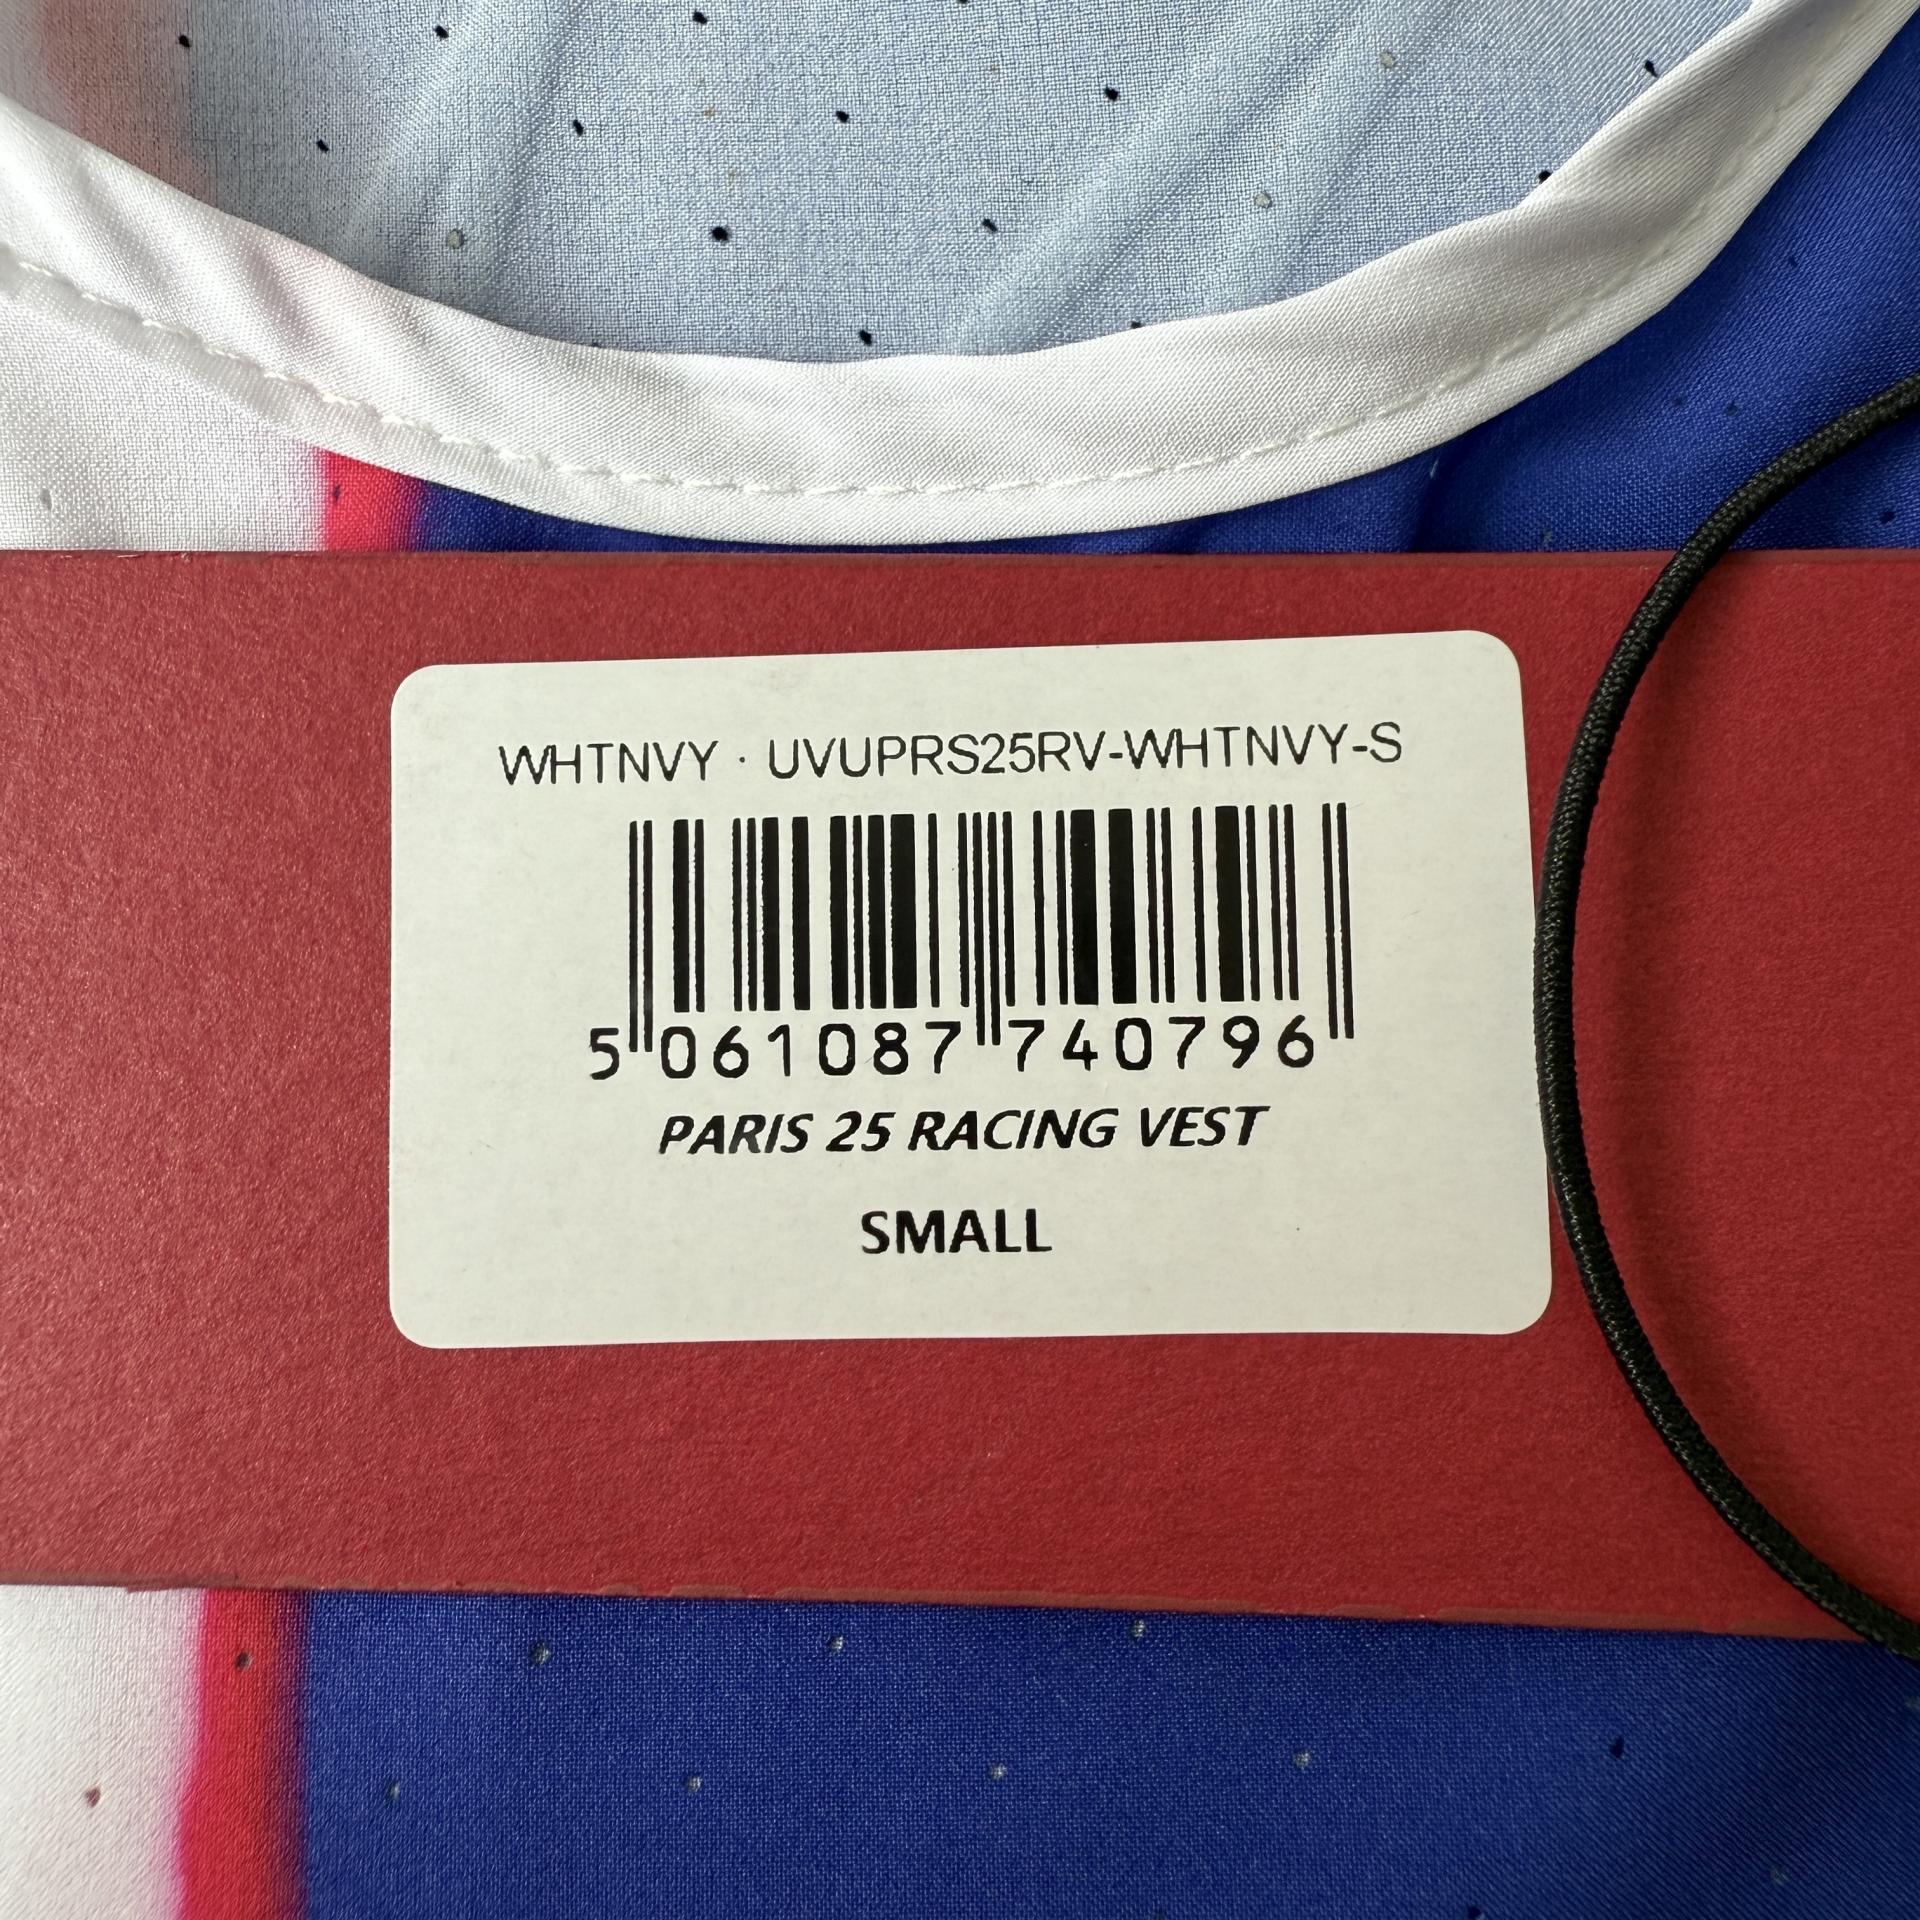 WHTNVY · UVUPRS25RV-WHTNVY-S
5 061087 740796
PARIS 25 RACING VEST
SMALL